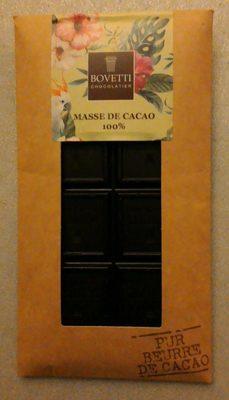 BOVETTI
CHOCOLATIER
MASSE DE CACAO
100%
PUR
BEURRE
DE CACAO